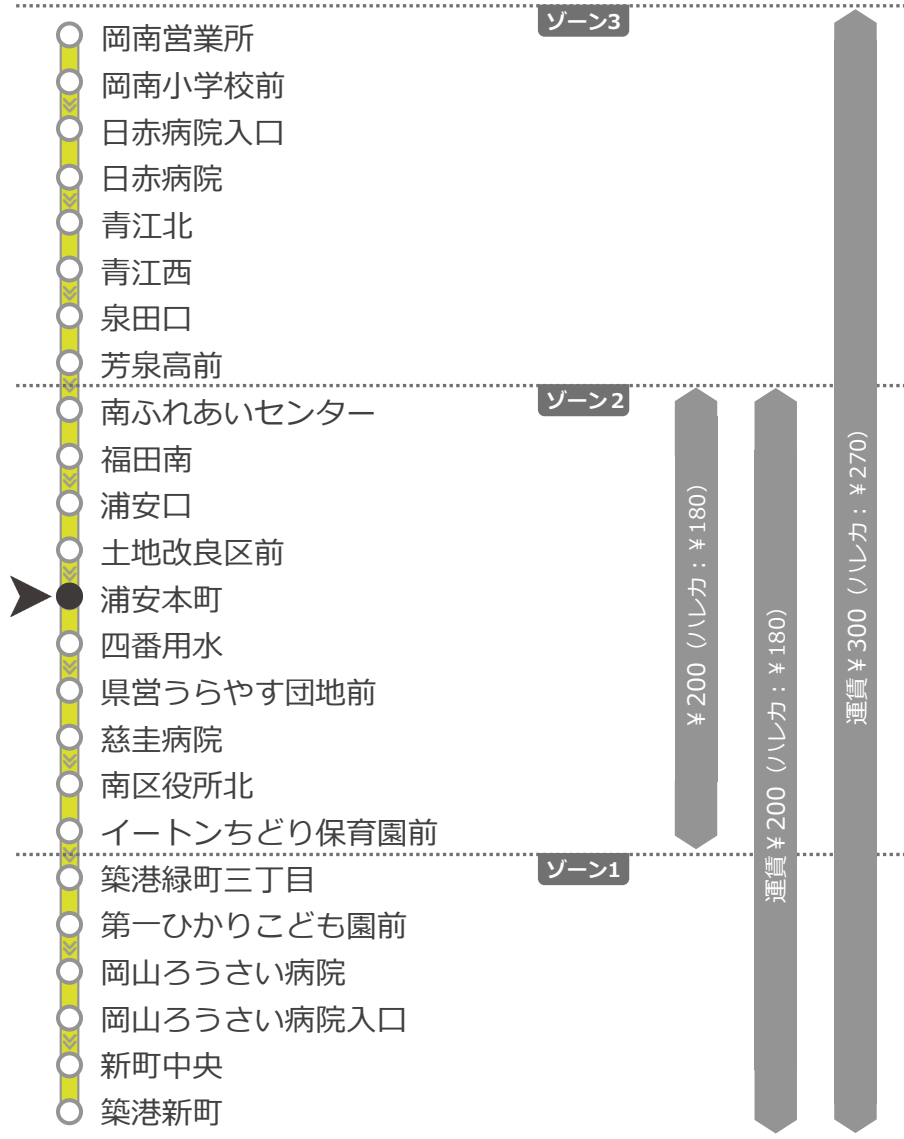 ゾーン3
岡南営業所
岡南小学校前
日赤病院入口
日赤病院
青江北
青江西
泉田口
芳泉高前
ゾーン２
南ふれあいセンター
福田南
浦安口
土地改良区前
浦安本町
四番用水
県営うらやす団地前
慈圭病院
南区役所北
イートンちどり保育園前
ゾーン1
築港緑町三丁目
第一ひかりこども園前
岡山ろうさい病院
岡山ろうさい病院入口
新町中央
築港新町
¥ 200（ハレカ：¥ 180）
運賃 ¥ 200（ハレカ：¥ 180）
運賃 ¥ 300（ハレカ：¥ 270）